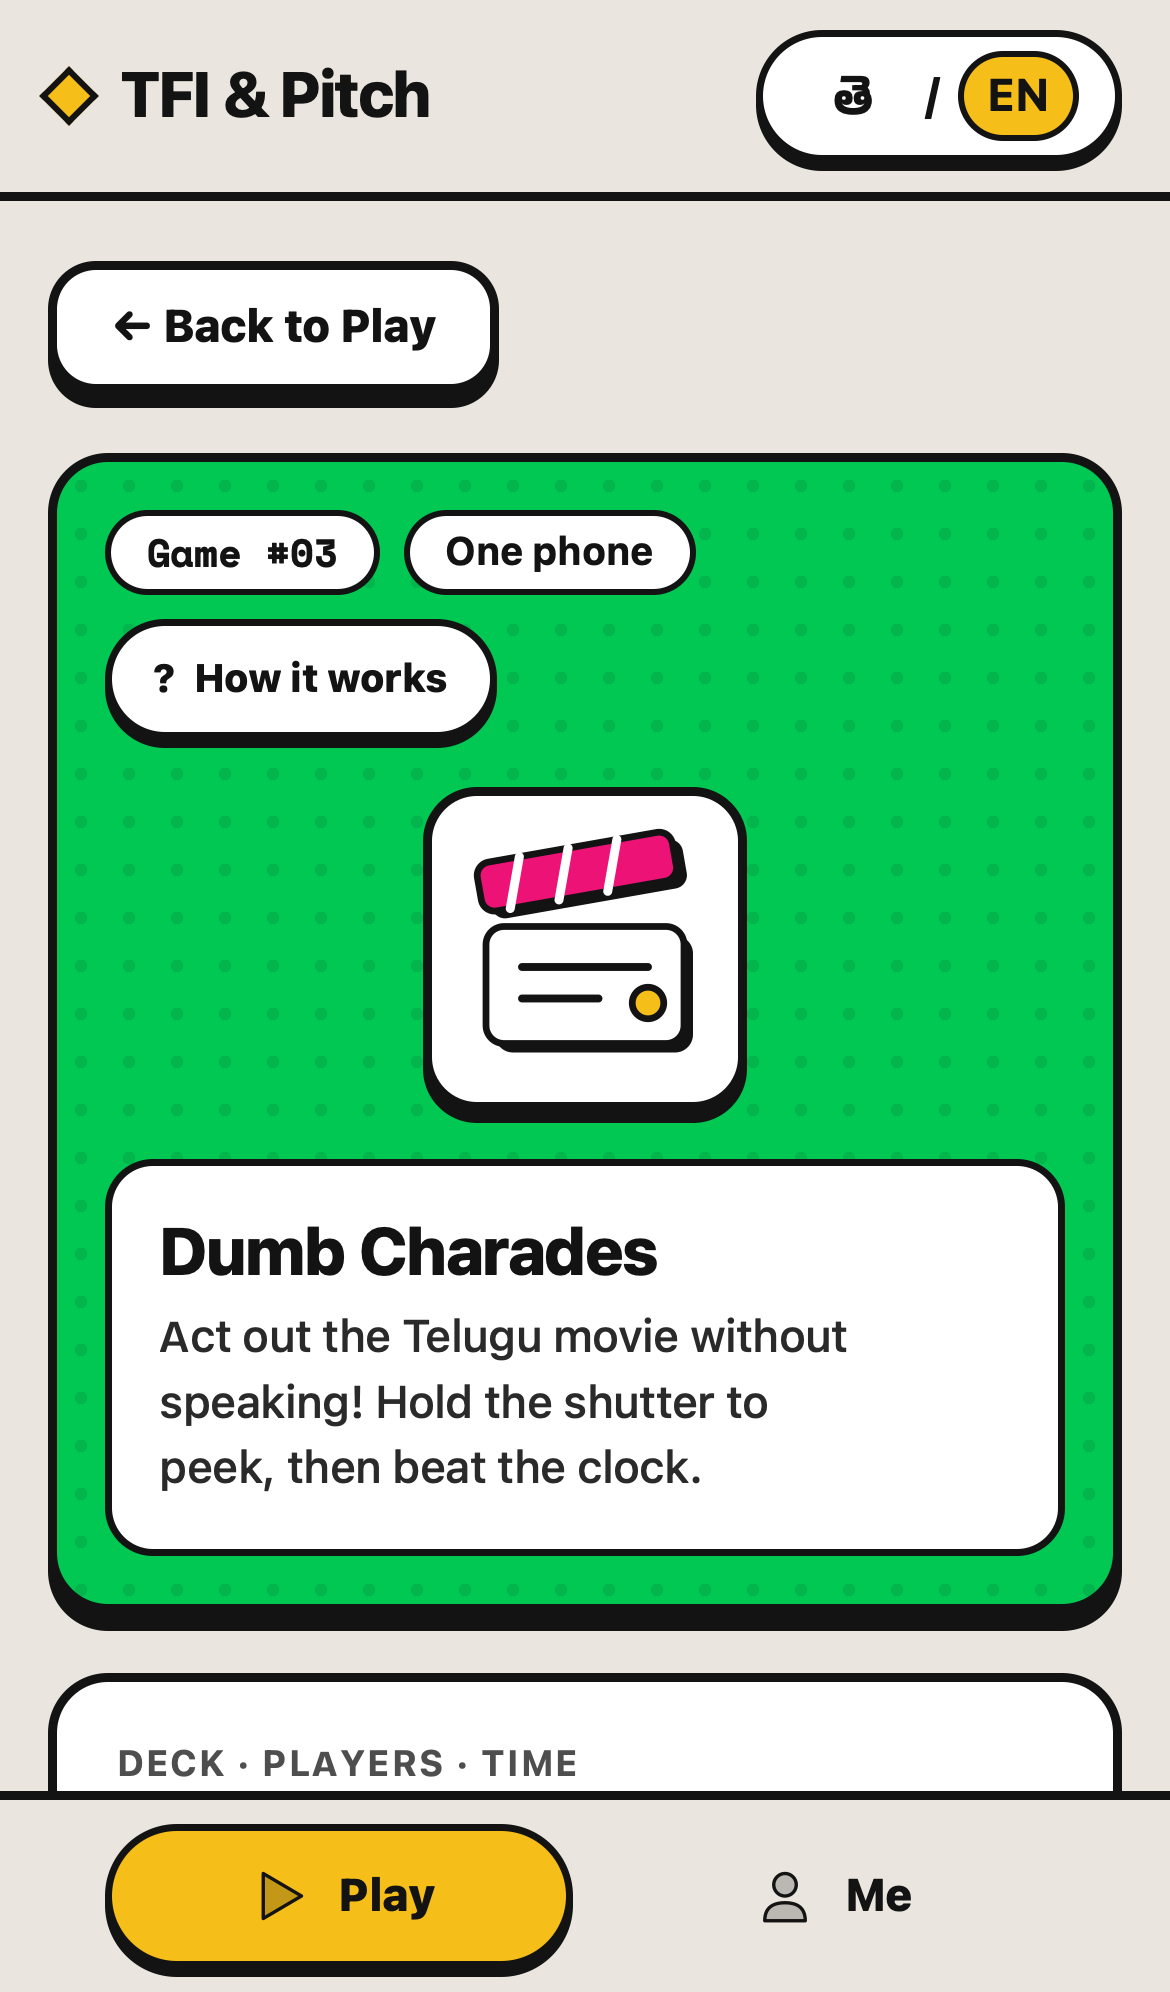 TFI & Pitch
తె / EN
← Back to Play
Game #03
One phone
? How it works
Dumb Charades
Act out the Telugu movie without
speaking! Hold the shutter to
peek, then beat the clock.
DECK · PLAYERS · TIME
Play
Me